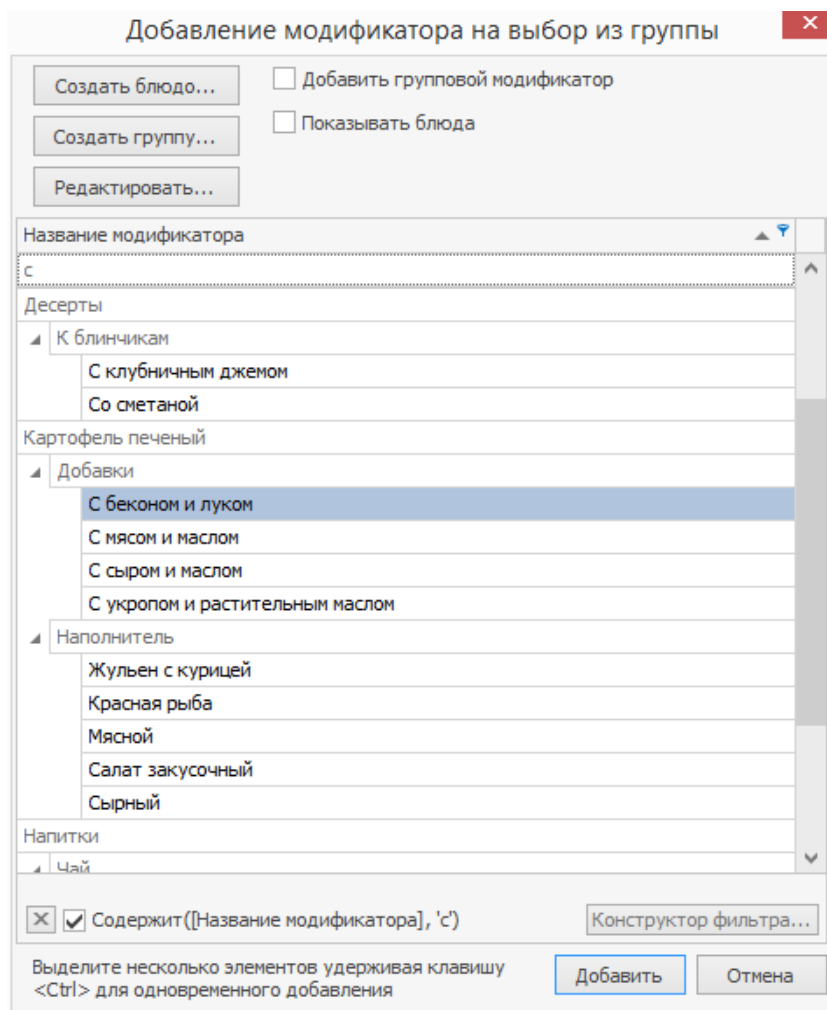 Добавление модификатора на выбор из группы
Создать блюдо...
Добавить групповой модификатор
Создать группу...
Показывать блюда
Редактировать...
Название модификатора
с
Десерты
К блинчикам
С клубничным джемом
Со сметаной
Картофель печеный
Добавки
С беконом и луком
С мясом и маслом
С сыром и маслом
С укропом и растительным маслом
Наполнитель
Жульен с курицей
Красная рыба
Мясной
Салат закусочный
Сырный
Напитки
Чай
Содержит([Название модификатора], 'с')
Конструктор фильтра...
Выделите несколько элементов удерживая клавишу
<Ctrl> для одновременного добавления
Добавить
Отмена